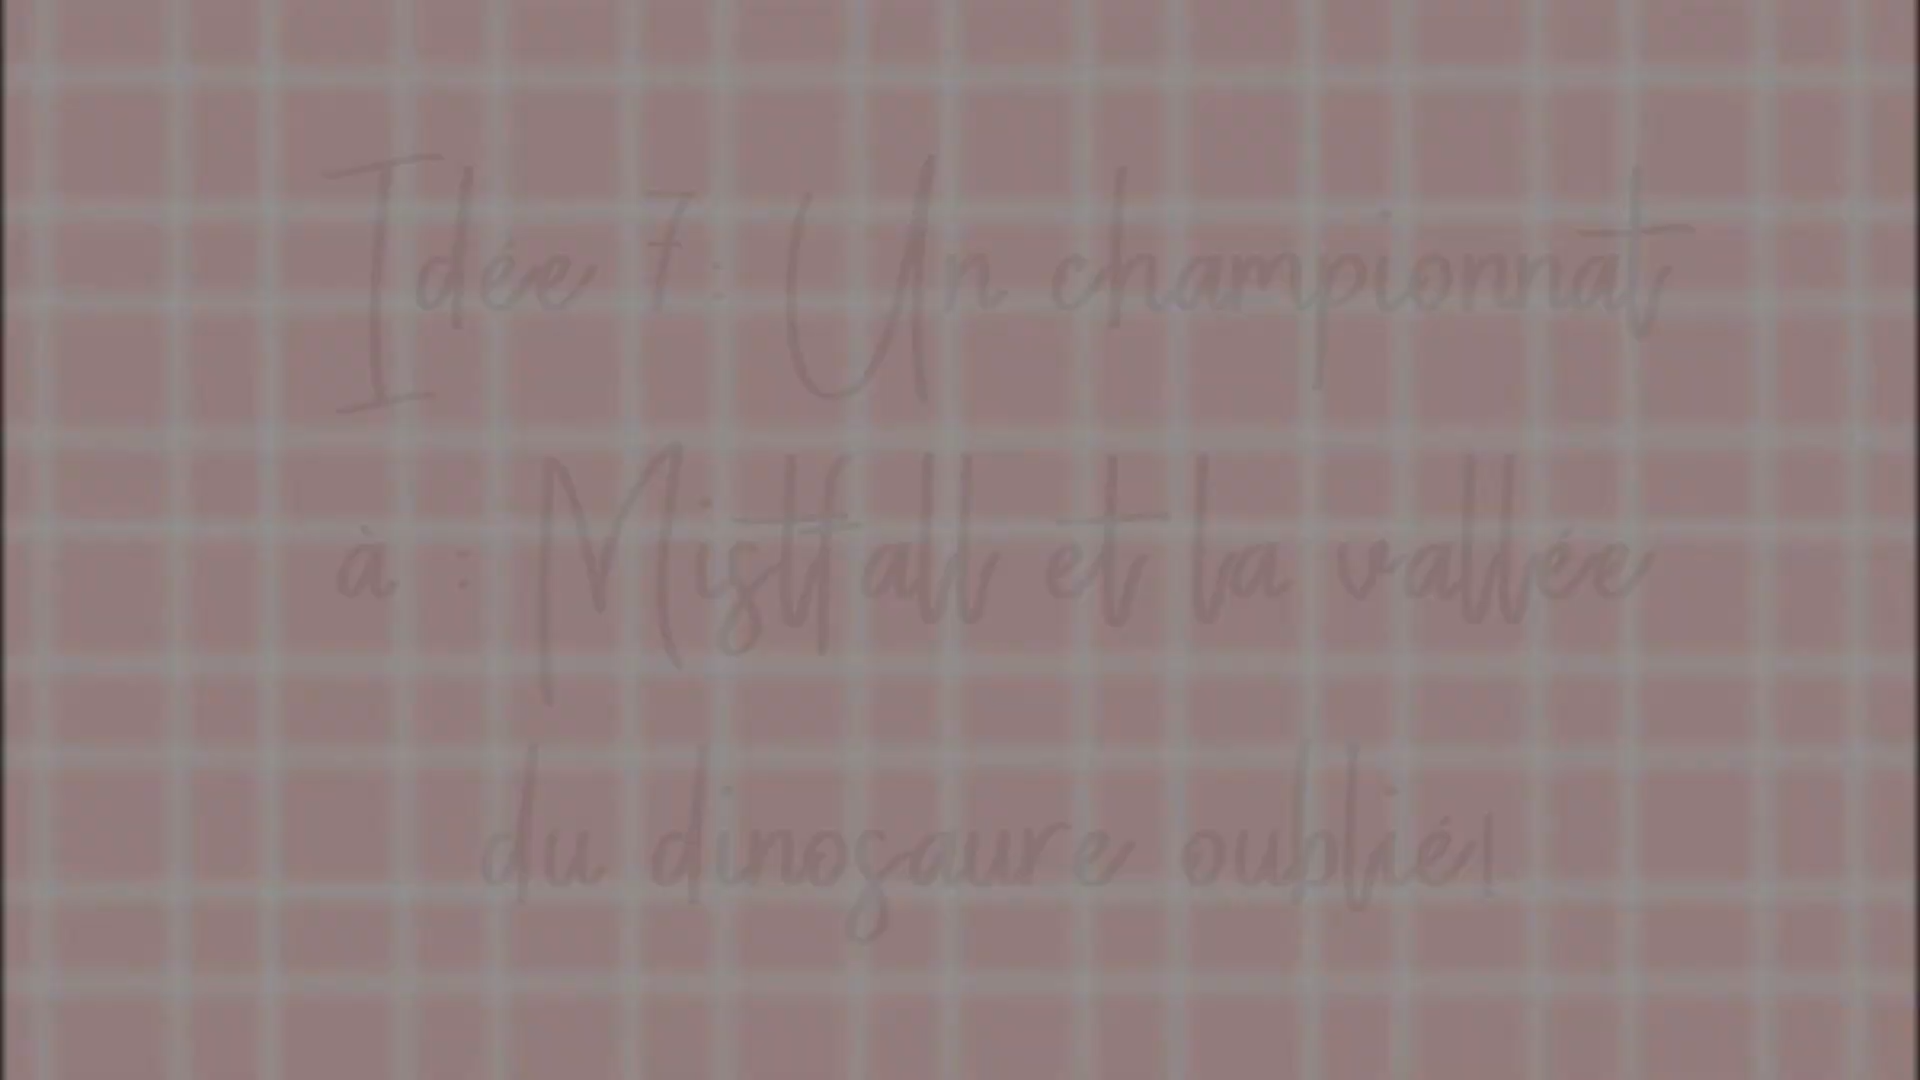 Idée 7: Un championnat
à : Mistfall et la vallée
du dinosaure oublié!